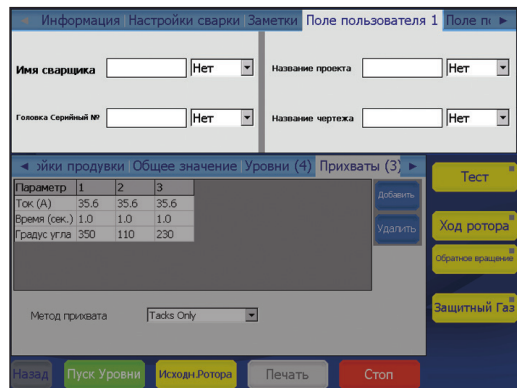 ◄ Информация Настройки сварки Заметки Поле пользователя 1 Поле по ►
Имя сварщика Нет
Название проекта Нет
Головка Серийный № Нет
Название чертежа Нет
◄ ойки продувки Общее значение Уровни (4) Прихваты (3) ►
Параметр 1 2 3
Ток (A) 35.6 35.6 35.6
Время (сек.) 1.0 1.0 1.0
Градус угла 350 110 230
Добавить
Удалить
Метод прихвата Tacks Only
Тест
Ход ротора
Обратное вращение
Защитный Газ
Назад Пуск Уровни Исходн.Ротора Печать Стоп